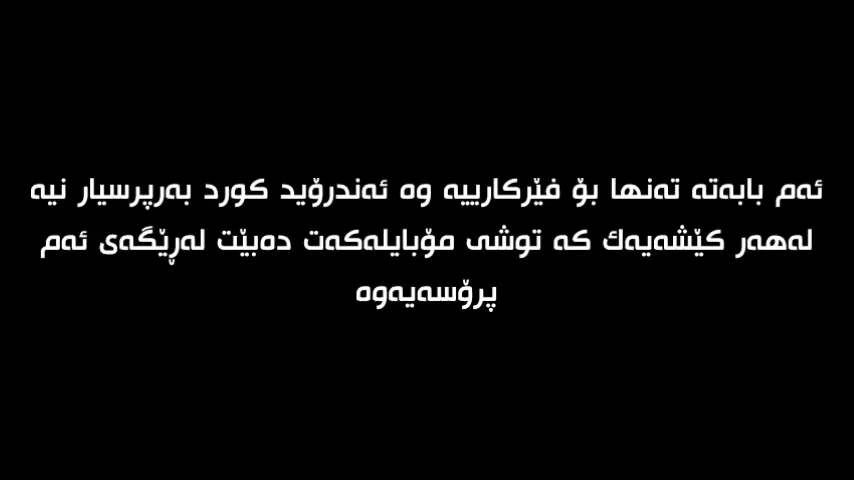 ئەم بابەتە تەنها بۆ فێرکارییە وە ئەندرۆید کورد بەرپرسیار نیە
لەهەر کێشەیەك کە توشی مۆبایلەکەت دەبێت لەڕێگەی ئەم
پرۆسەیەوە